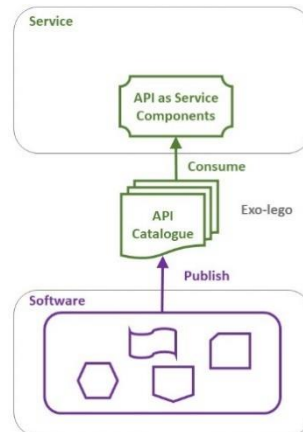 Service
API as Service
Components
Consume
API
Catalogue
Exo-lego
Publish
Software